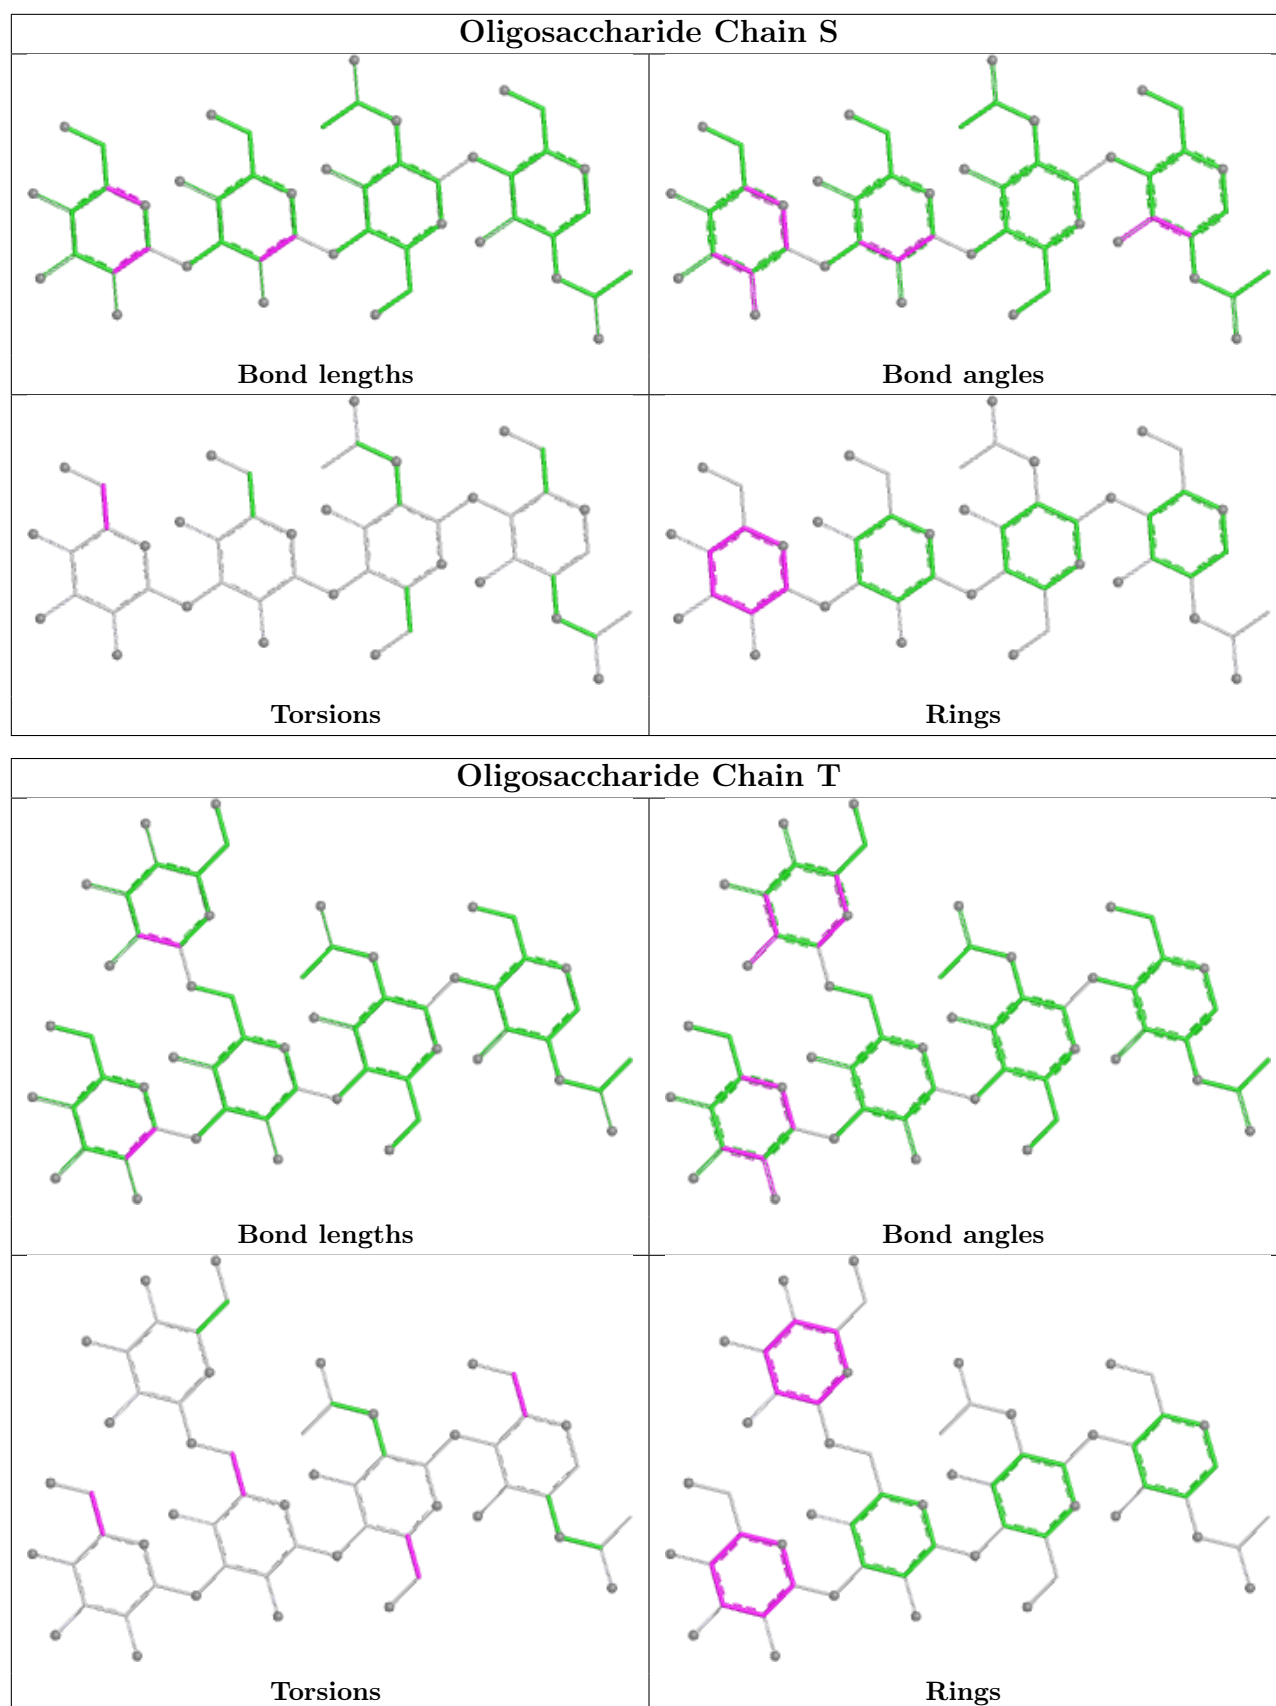 Oligosaccharide Chain S
Bond lengths
Bond angles
Torsions
Rings
Oligosaccharide Chain T
Bond lengths
Bond angles
Torsions
Rings